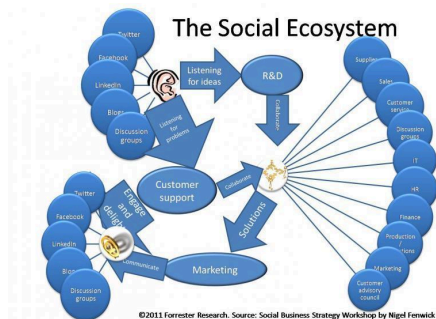 The Social Ecosystem
Twitter
Facebook
LinkedIn
Blogs
Discussion
groups
Listening
for ideas
R&D
Listening
for
problems
Collaborate
Customer
support
Collaborate
Solutions
Marketing
Communicate
Engage
and
delight
Twitter
Facebook
LinkedIn
Blogs
Discussion
groups
Suppliers
Sales
Customer
service
Discussion
groups
IT
HR
Finance
Production
/
Marketing
Customer
advisory
council
©2011 Forrester Research. Source: Social Business Strategy Workshop by Nigel Fenwick